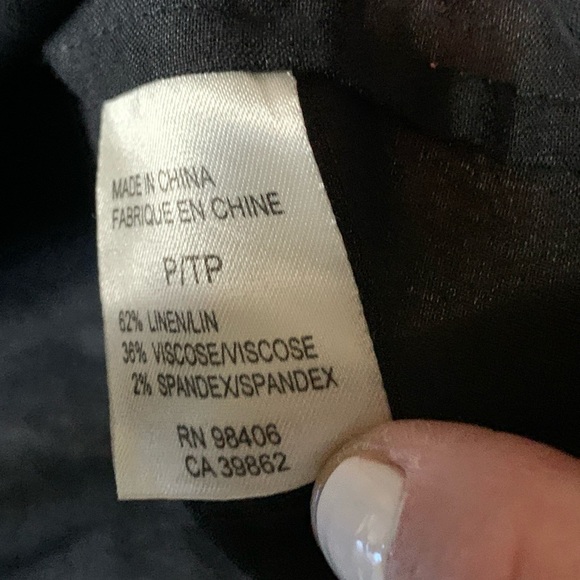 MADE IN CHINA
FABRIQUE EN CHINE
P/TP
62% LINEN/LIN
36% VISCOSE/VISCOSE
2% SPANDEX/SPANDEX
RN 98406
CA 39862